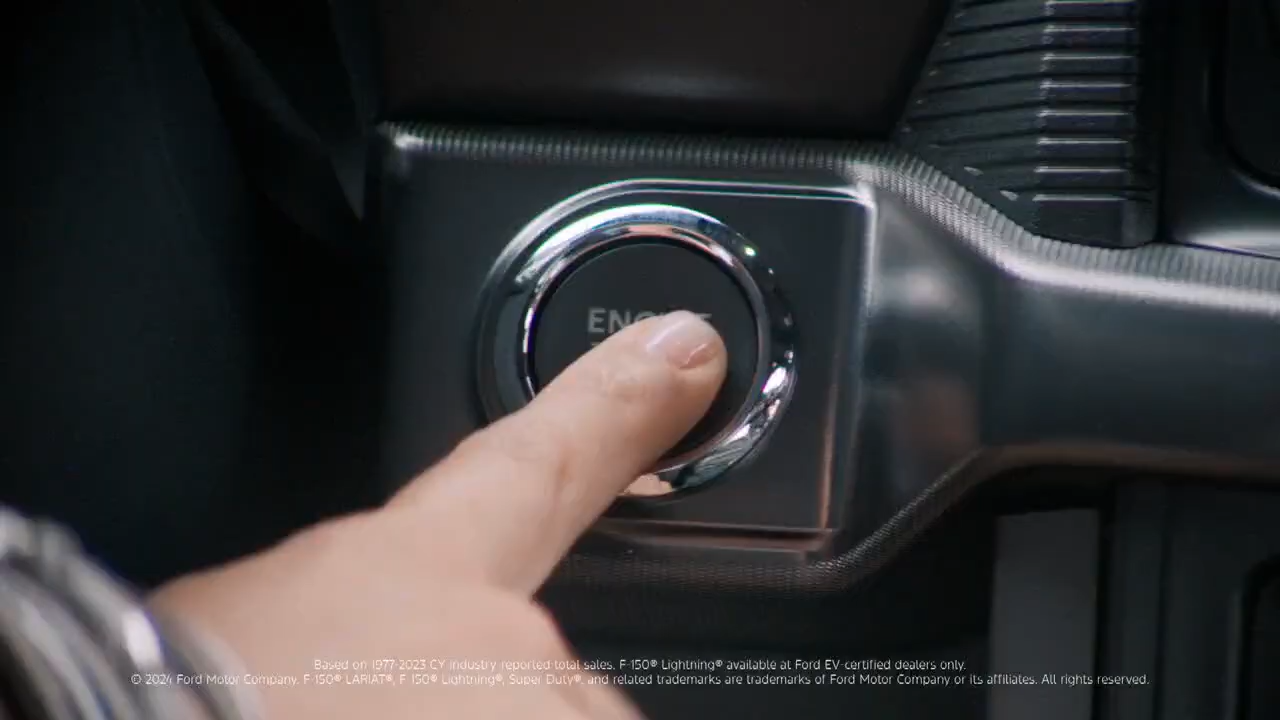 Based on 1977-2023 CY industry-reported total sales. F-150® Lightning® available at Ford EV-certified dealers only.
© 2024 Ford Motor Company. F-150® LARIAT®, F-150® Lightning®, Super Duty®, and related trademarks are trademarks of Ford Motor Company or its affiliates. All rights reserved.